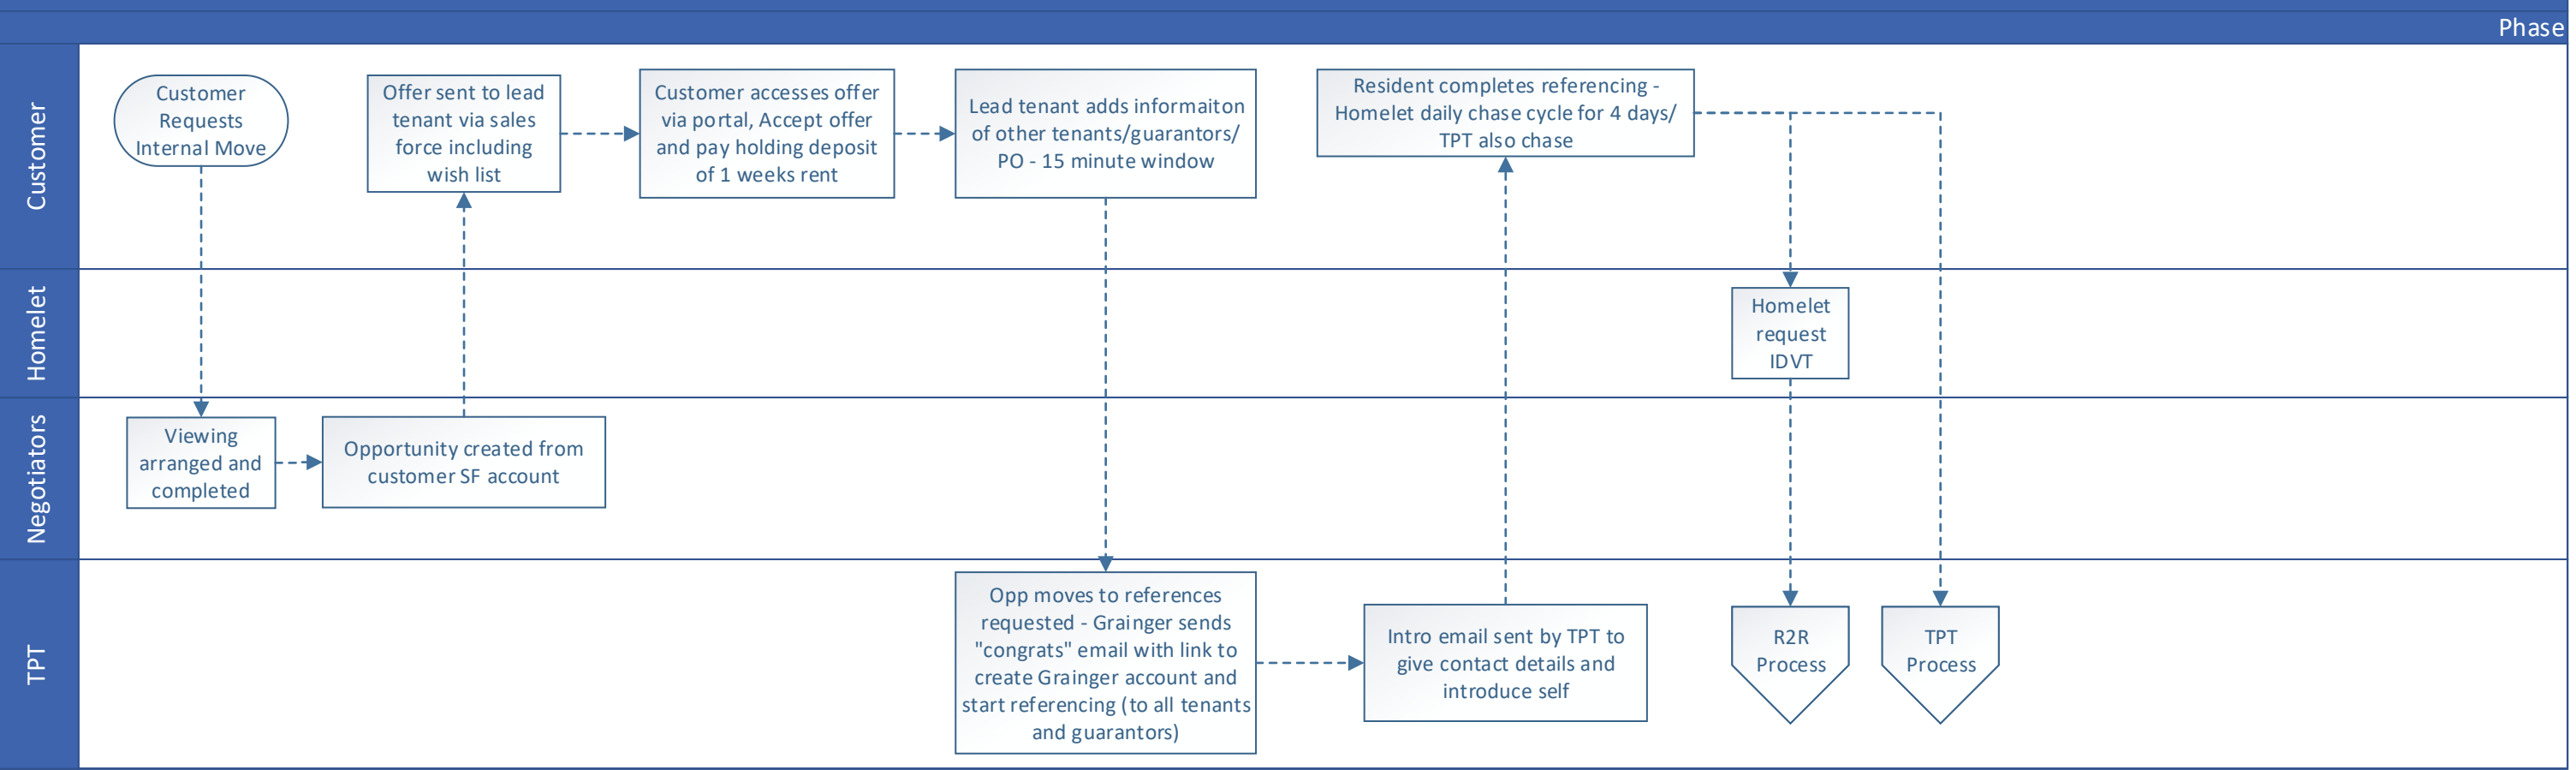 Phase
Customer
Customer
Requests
Internal Move
Offer sent to lead
tenant via sales
force including
wish list
Customer accesses offer
via portal, Accept offer
and pay holding deposit
of 1 weeks rent
Lead tenant adds informaiton
of other tenants/guarantors/
PO - 15 minute window
Resident completes referencing -
Homelet daily chase cycle for 4 days/
TPT also chase
Homelet
Homelet
request
IDVT
Negotiators
Viewing
arranged and
completed
Opportunity created from
customer SF account
TPT
Opp moves to references
requested - Grainger sends
"congrats" email with link to
create Grainger account and
start referencing (to all tenants
and guarantors)
Intro email sent by TPT to
give contact details and
introduce self
R2R
Process
TPT
Process